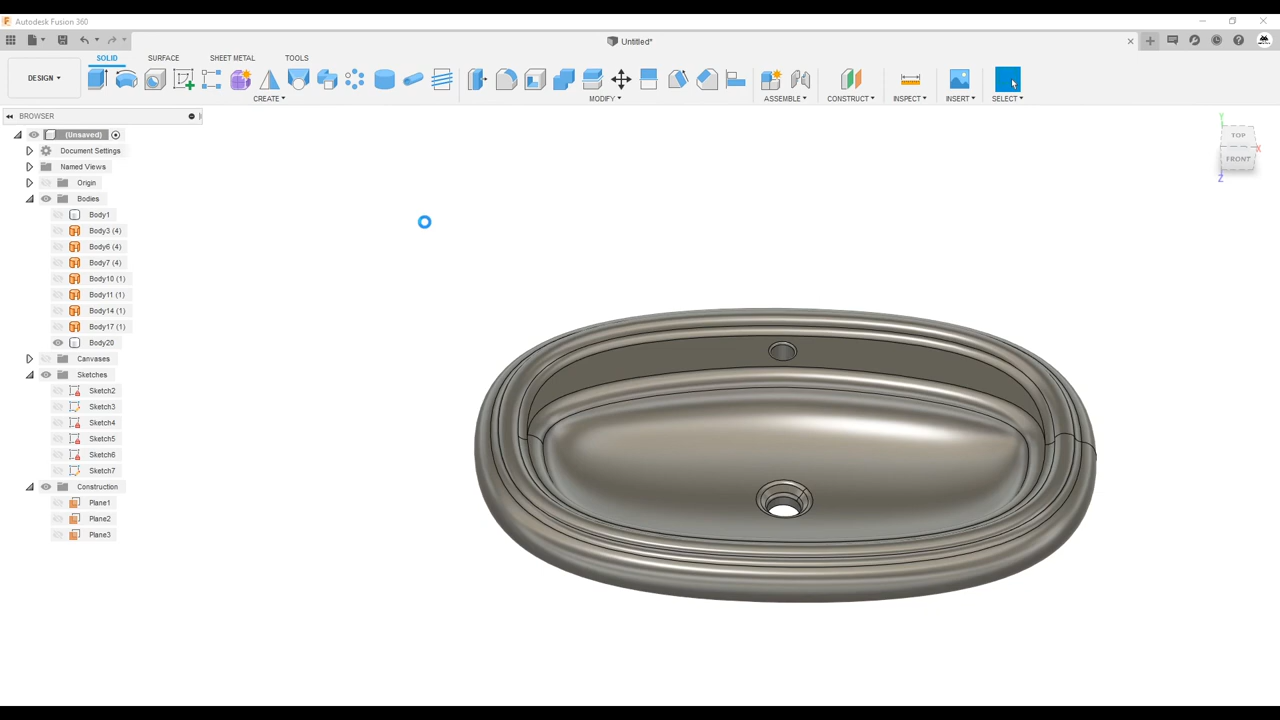 Autodesk Fusion 360
Untitled*
SOLID SURFACE SHEET METAL TOOLS
DESIGN
CREATE MODIFY ASSEMBLE CONSTRUCT INSPECT INSERT SELECT
BROWSER
(Unsaved)
Document Settings
Named Views
Origin
Bodies
Body1
Body3 (4)
Body6 (4)
Body7 (4)
Body10 (1)
Body11 (1)
Body14 (1)
Body17 (1)
Body20
Canvases
Sketches
Sketch2
Sketch3
Sketch4
Sketch5
Sketch6
Sketch7
Construction
Plane1
Plane2
Plane3
Y
TOP
X
FRONT
Z